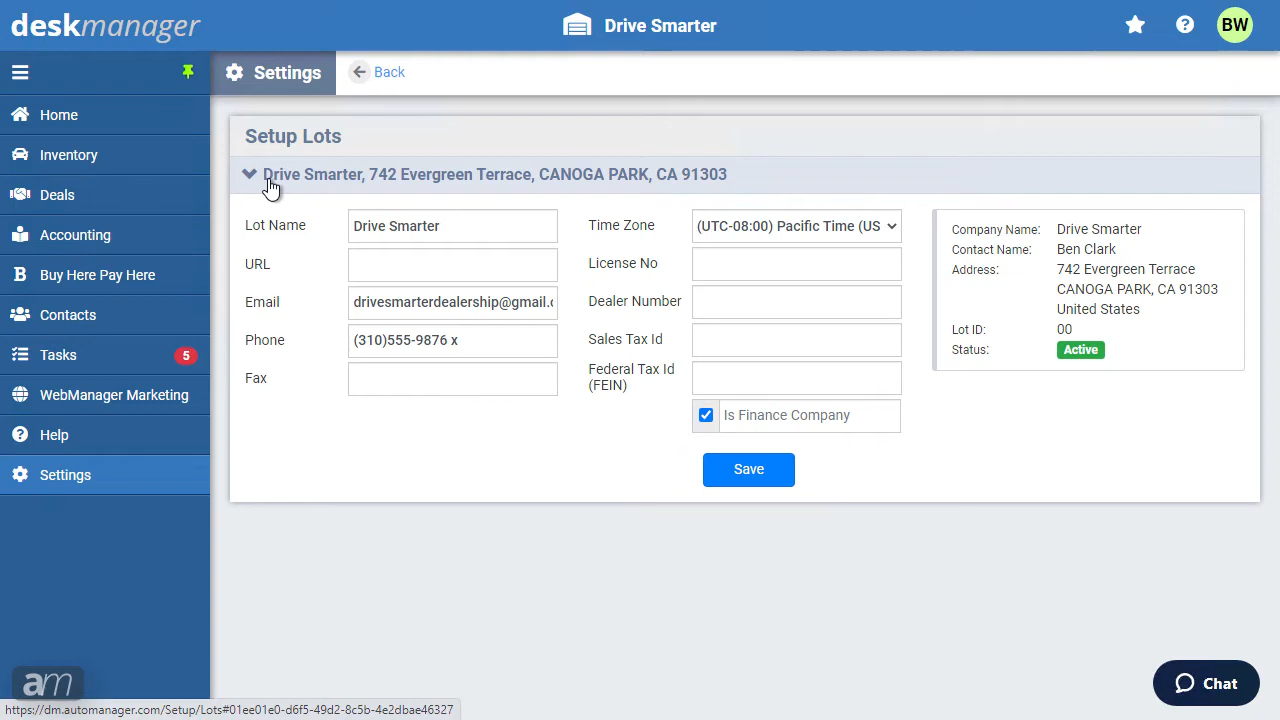 deskmanager
Drive Smarter
BW
Settings
Back
Home
Inventory
Deals
Accounting
Buy Here Pay Here
Contacts
Tasks
5
WebManager Marketing
Help
Settings
Setup Lots
Drive Smarter, 742 Evergreen Terrace, CANOGA PARK, CA 91303
Lot Name
Drive Smarter
URL
Email
drivesmarterdealership@gmail.c
Phone
(310)555-9876 x
Fax
Time Zone
(UTC-08:00) Pacific Time (US
License No
Dealer Number
Sales Tax Id
Federal Tax Id
(FEIN)
Is Finance Company
Save
Company Name: Drive Smarter
Contact Name: Ben Clark
Address: 742 Evergreen Terrace
CANOGA PARK, CA 91303
United States
Lot ID: 00
Status: Active
am
https://dm.automanager.com/Setup/Lots#01ee01e0-d6f5-49d2-8c5b-4e2dbae46327
Chat